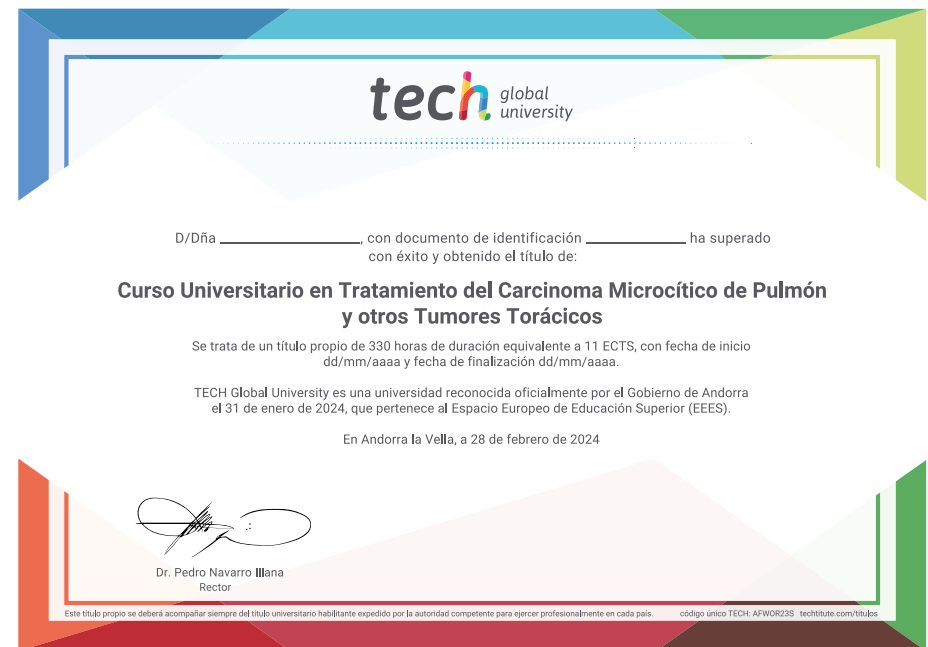 tech global university
D/Dña ______________, con documento de identificación __________ ha superado
con éxito y obtenido el título de:
Curso Universitario en Tratamiento del Carcinoma Microcítico de Pulmón
y otros Tumores Torácicos
Se trata de un título propio de 330 horas de duración equivalente a 11 ECTS, con fecha de inicio
dd/mm/aaaa y fecha de finalización dd/mm/aaaa.
TECH Global University es una universidad reconocida oficialmente por el Gobierno de Andorra
el 31 de enero de 2024, que pertenece al Espacio Europeo de Educación Superior (EEES).
En Andorra la Vella, a 28 de febrero de 2024
Dr. Pedro Navarro Illana
Rector
Este título propio se deberá acompañar siempre del título universitario habilitante expedido por la autoridad competente para ejercer profesionalmente en cada país. código único TECH: AFWOR23S techtitute.com/titulos